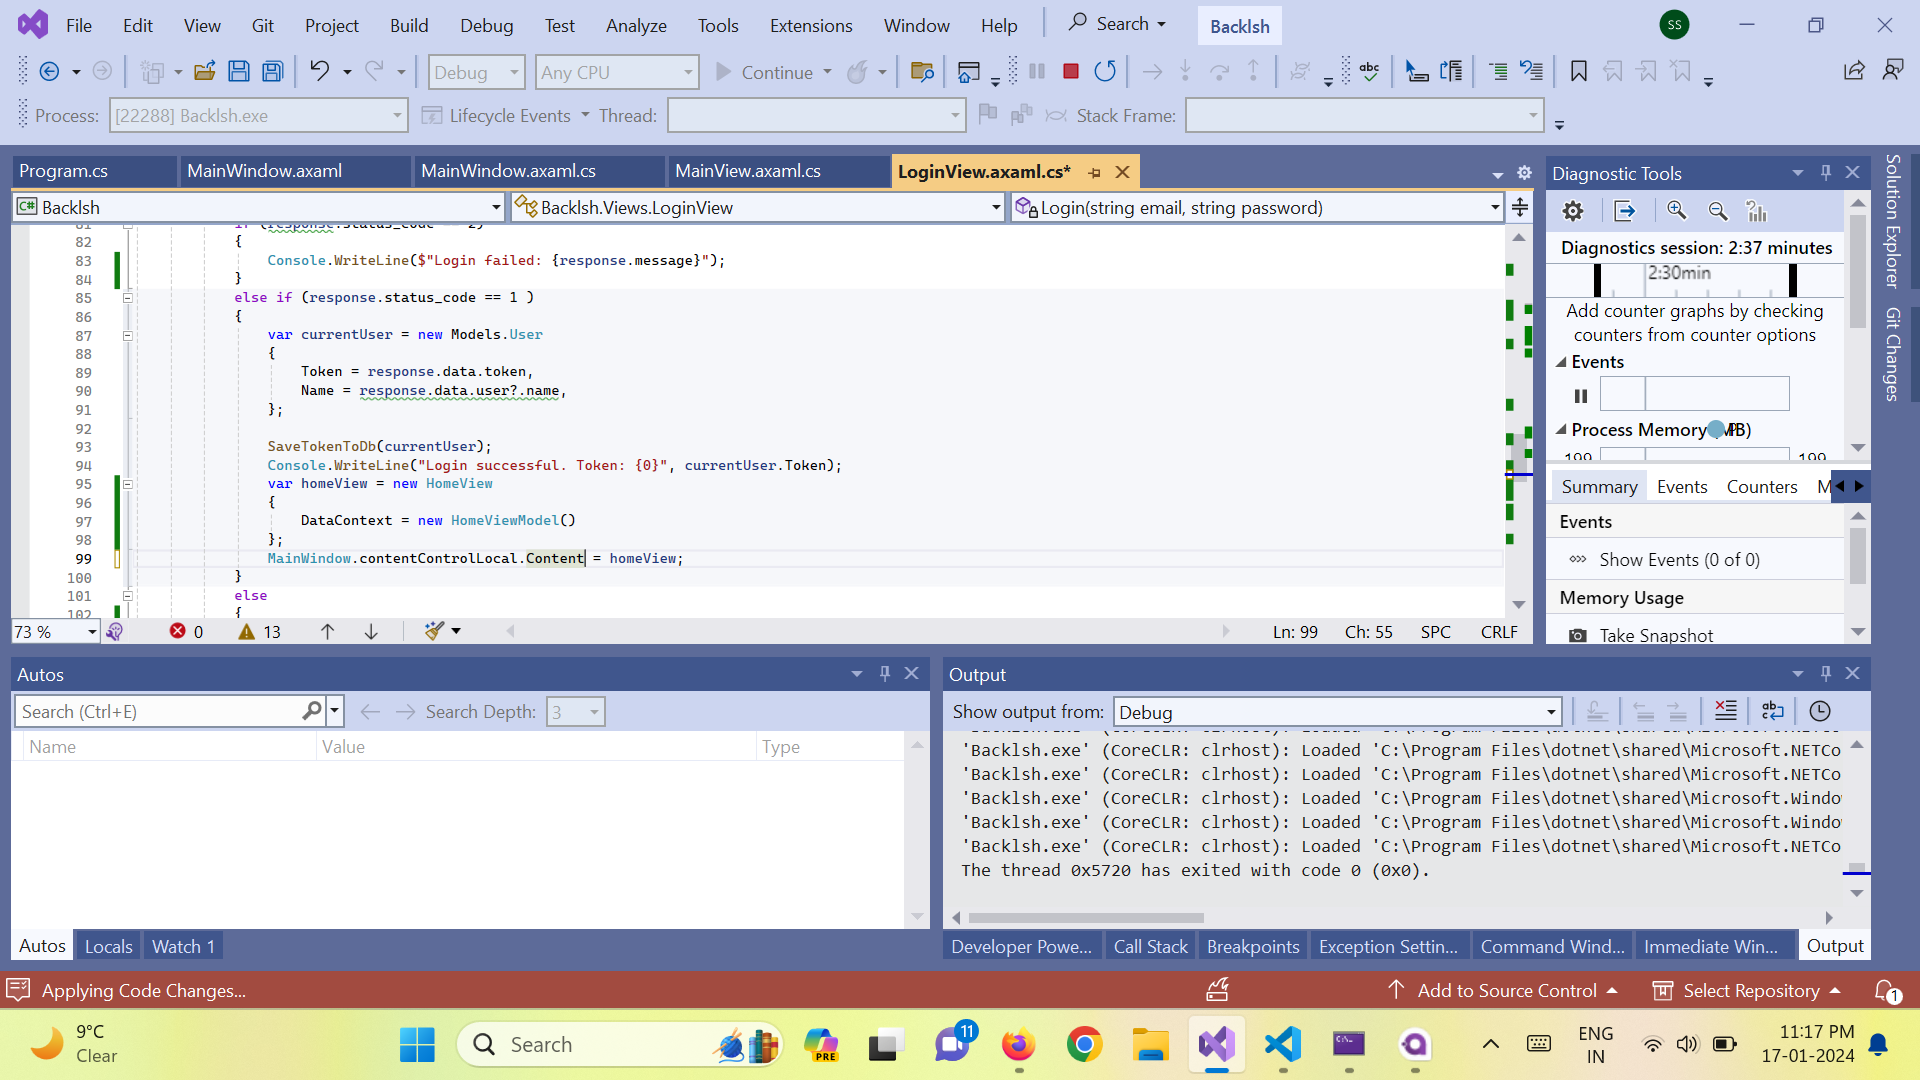 File Edit View Git Project Build Debug Test Analyze Tools Extensions Window Help Search Backlsh SS
Debug Any CPU Continue abc
Process: [22288] Backlsh.exe Lifecycle Events Thread: Stack Frame:
Program.cs MainWindow.axaml MainWindow.axaml.cs MainView.axaml.cs LoginView.axaml.cs*
C# Backlsh Backlsh.Views.LoginView Login(string email, string password)
81 if (response.status_code == 2)
82 {
83 Console.WriteLine($"Login failed: {response.message}");
84 }
85 else if (response.status_code == 1 )
86 {
87 var currentUser = new Models.User
88 {
89 Token = response.data.token,
90 Name = response.data.user?.name,
91 };
92
93 SaveTokenToDb(currentUser);
94 Console.WriteLine("Login successful. Token: {0}", currentUser.Token);
95 var homeView = new HomeView
96 {
97 DataContext = new HomeViewModel()
98 };
99 MainWindow.contentControlLocal.Content = homeView;
100 }
101 else
102 {
73 % 0 13 Ln: 99 Ch: 55 SPC CRLF
Diagnostic Tools
Diagnostics session: 2:37 minutes
2:30min
Add counter graphs by checking
counters from counter options
Events
Process Memory (MB)
199 199
Summary Events Counters M
Events
Show Events (0 of 0)
Memory Usage
Take Snapshot
Solution Explorer
Git Changes
Autos
Search (Ctrl+E) Search Depth: 3
Name Value Type
Autos Locals Watch 1
Output
Show output from: Debug
'Backlsh.exe' (CoreCLR: clrhost): Loaded 'C:\Program Files\dotnet\shared\Microsoft.NETCo
'Backlsh.exe' (CoreCLR: clrhost): Loaded 'C:\Program Files\dotnet\shared\Microsoft.NETCo
'Backlsh.exe' (CoreCLR: clrhost): Loaded 'C:\Program Files\dotnet\shared\Microsoft.Windo
'Backlsh.exe' (CoreCLR: clrhost): Loaded 'C:\Program Files\dotnet\shared\Microsoft.Windo
'Backlsh.exe' (CoreCLR: clrhost): Loaded 'C:\Program Files\dotnet\shared\Microsoft.NETCo
The thread 0x5720 has exited with code 0 (0x0).
Developer Powe... Call Stack Breakpoints Exception Settin... Command Wind... Immediate Win... Output
Applying Code Changes... Add to Source Control Select Repository 1
9°C
Clear
Search PRE 11
ENG
IN
11:17 PM
17-01-2024